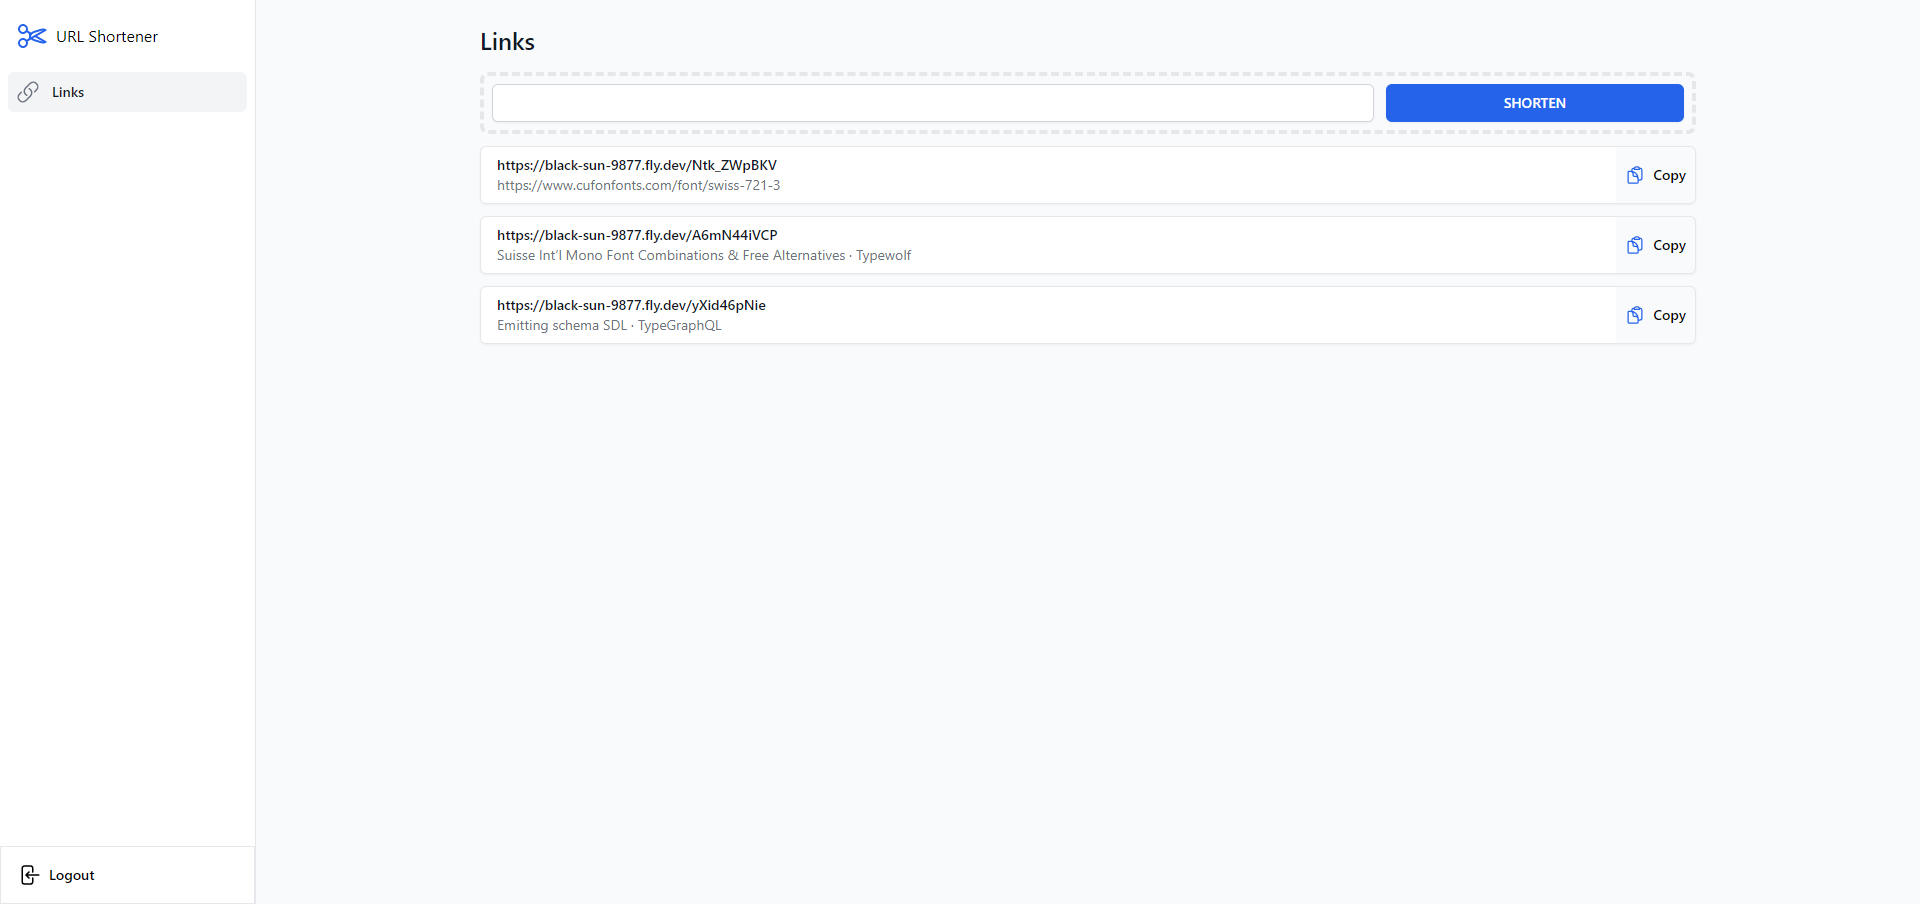 URL Shortener
Links
Logout
Links
SHORTEN
https://black-sun-9877.fly.dev/Ntk_ZWpBKV
https://www.cufonfonts.com/font/swiss-721-3
Copy
https://black-sun-9877.fly.dev/A6mN44iVCP
Suisse Int’l Mono Font Combinations & Free Alternatives · Typewolf
Copy
https://black-sun-9877.fly.dev/yXid46pNie
Emitting schema SDL · TypeGraphQL
Copy